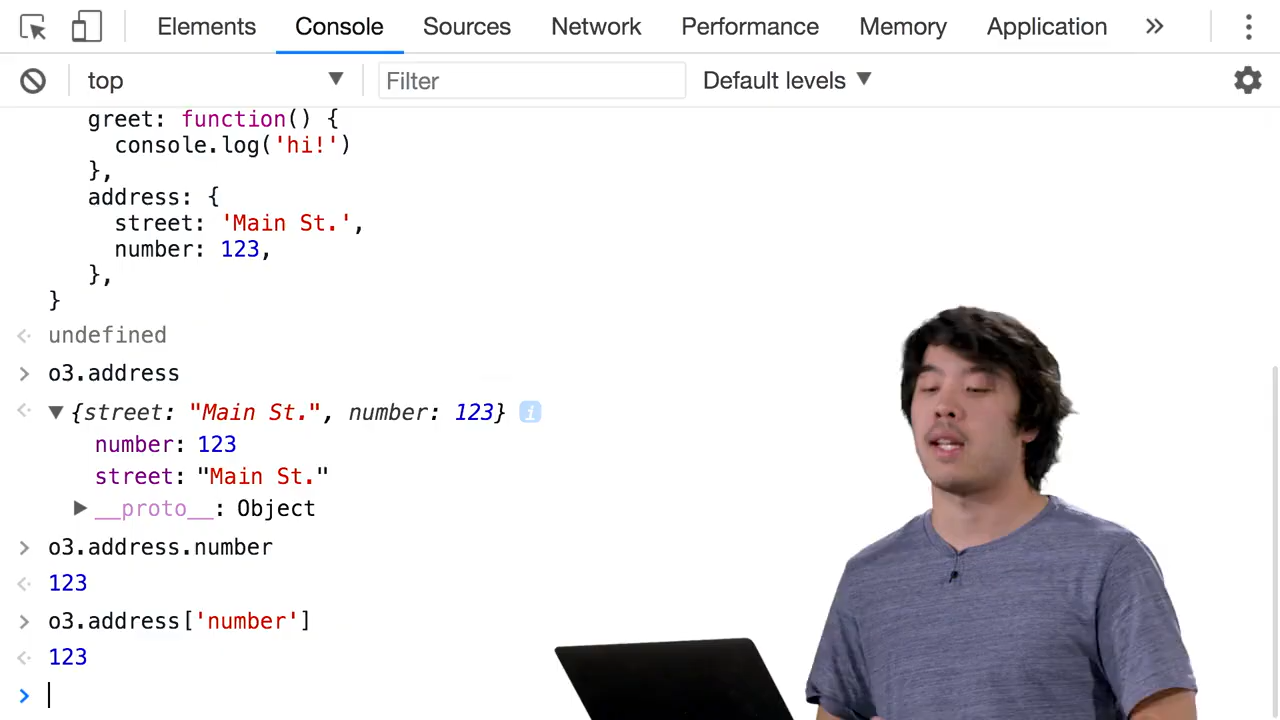 Elements Console Sources Network Performance Memory Application »
top ▼ Filter Default levels ▼
greet: function() {
console.log('hi!')
},
address: {
street: 'Main St.',
number: 123,
},
}
undefined
> o3.address
▼ {street: "Main St.", number: 123} i
number: 123
street: "Main St."
▶ __proto__: Object
> o3.address.number
123
> o3.address['number']
123
>